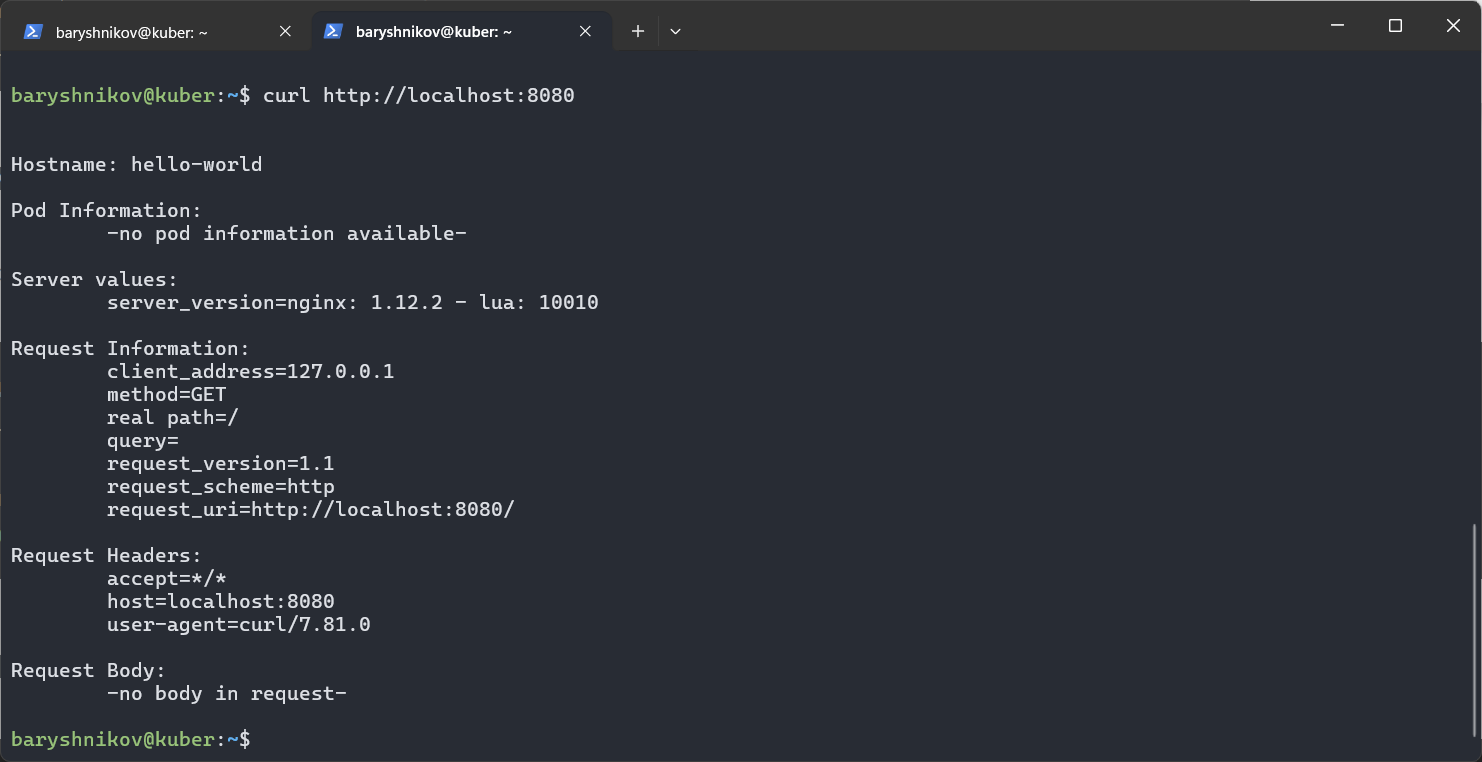 baryshnikov@kuber: ~
baryshnikov@kuber: ~
baryshnikov@kuber:~$ curl http://localhost:8080
Hostname: hello-world
Pod Information:
-no pod information available-
Server values:
server_version=nginx: 1.12.2 - lua: 10010
Request Information:
client_address=127.0.0.1
method=GET
real path=/
query=
request_version=1.1
request_scheme=http
request_uri=http://localhost:8080/
Request Headers:
accept=*/*
host=localhost:8080
user-agent=curl/7.81.0
Request Body:
-no body in request-
baryshnikov@kuber:~$